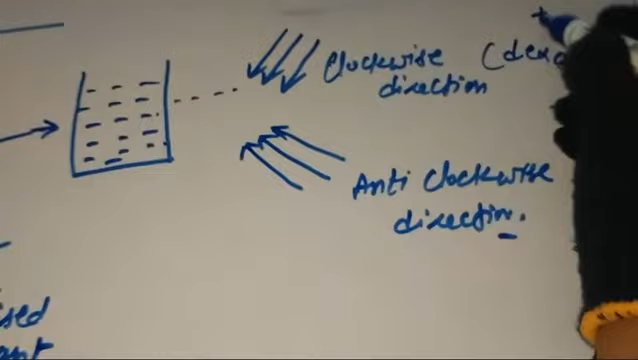 Clockwise
direction
Anti Clockwise
direction.